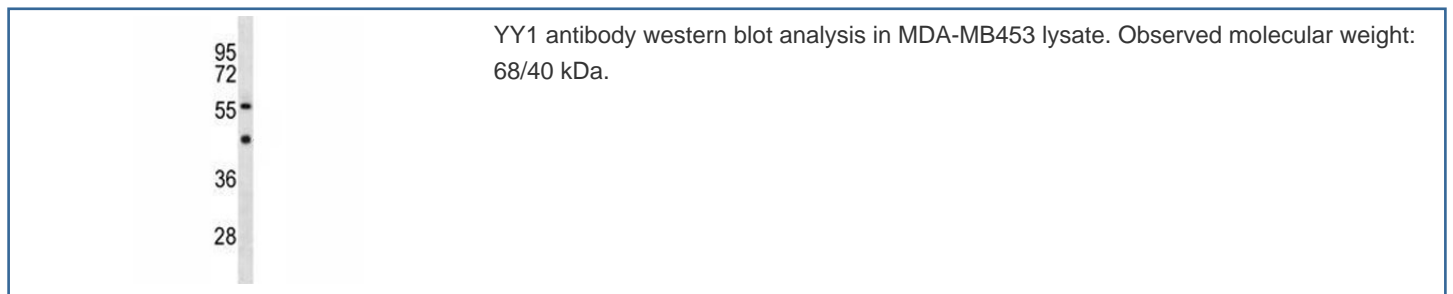 95
72
55
36
28
YY1 antibody western blot analysis in MDA-MB453 lysate. Observed molecular weight:
68/40 kDa.